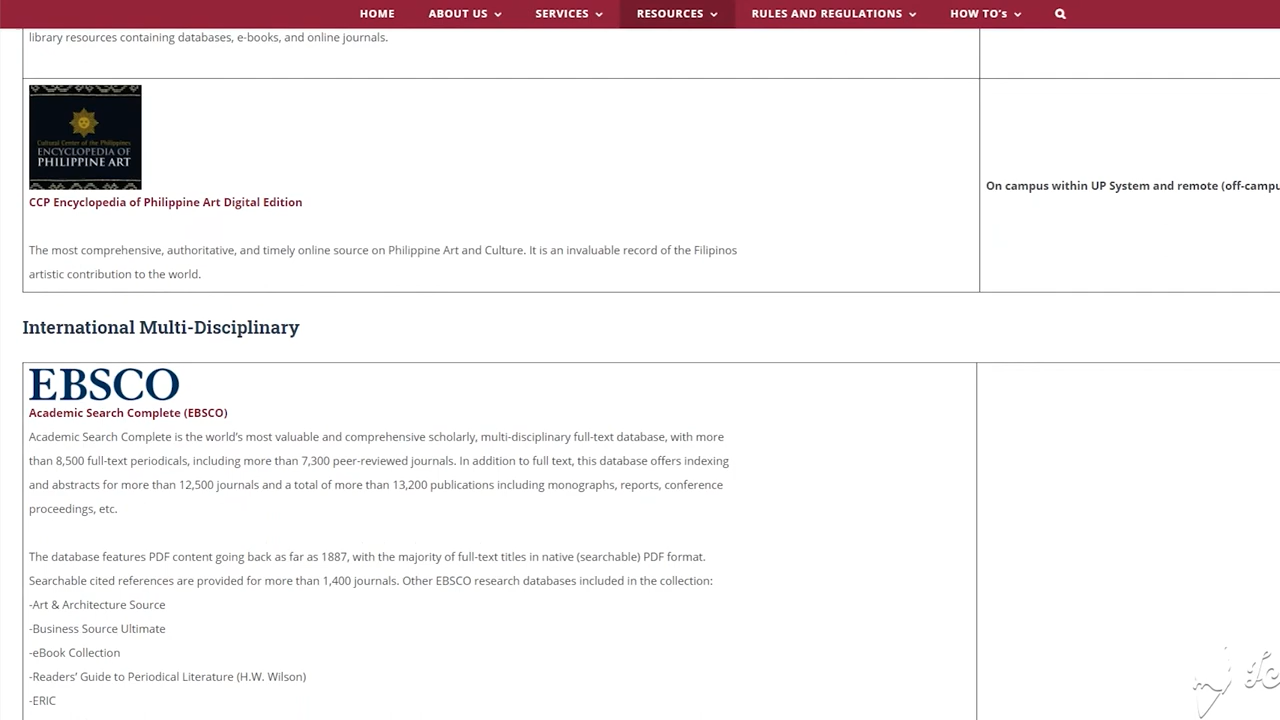 HOME ABOUT US SERVICES RESOURCES RULES AND REGULATIONS HOW TO's
library resources containing databases, e-books, and online journals.
Cultural Center of the Philippines
ENCYCLOPEDIA OF
PHILIPPINE ART
CCP Encyclopedia of Philippine Art Digital Edition
On campus within UP System and remote (off-campu
The most comprehensive, authoritative, and timely online source on Philippine Art and Culture. It is an invaluable record of the Filipinos
artistic contribution to the world.
International Multi-Disciplinary
EBSCO
Academic Search Complete (EBSCO)
Academic Search Complete is the world's most valuable and comprehensive scholarly, multi-disciplinary full-text database, with more
than 8,500 full-text periodicals, including more than 7,300 peer-reviewed journals. In addition to full text, this database offers indexing
and abstracts for more than 12,500 journals and a total of more than 13,200 publications including monographs, reports, conference
proceedings, etc.
The database features PDF content going back as far as 1887, with the majority of full-text titles in native (searchable) PDF format.
Searchable cited references are provided for more than 1,400 journals. Other EBSCO research databases included in the collection:
-Art & Architecture Source
-Business Source Ultimate
-eBook Collection
-Readers' Guide to Periodical Literature (H.W. Wilson)
-ERIC